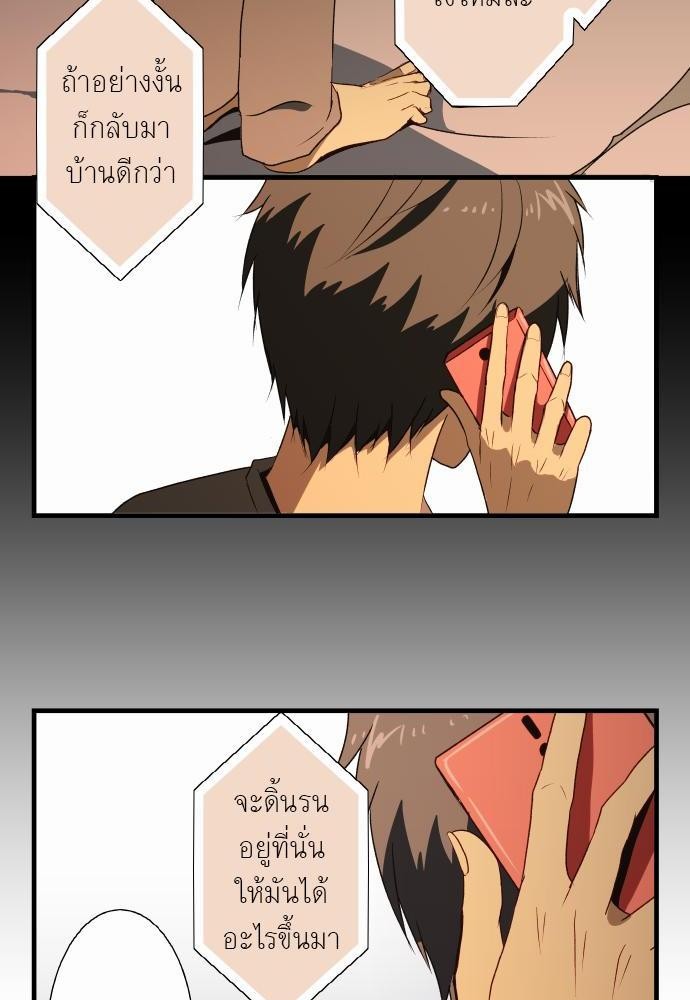 ถ้าอย่างงั้น
ก็กลับมา
บ้านดีกว่า
จะดิ้นรน
อยู่ที่นั่น
ให้มันได้
อะไรขึ้นมา